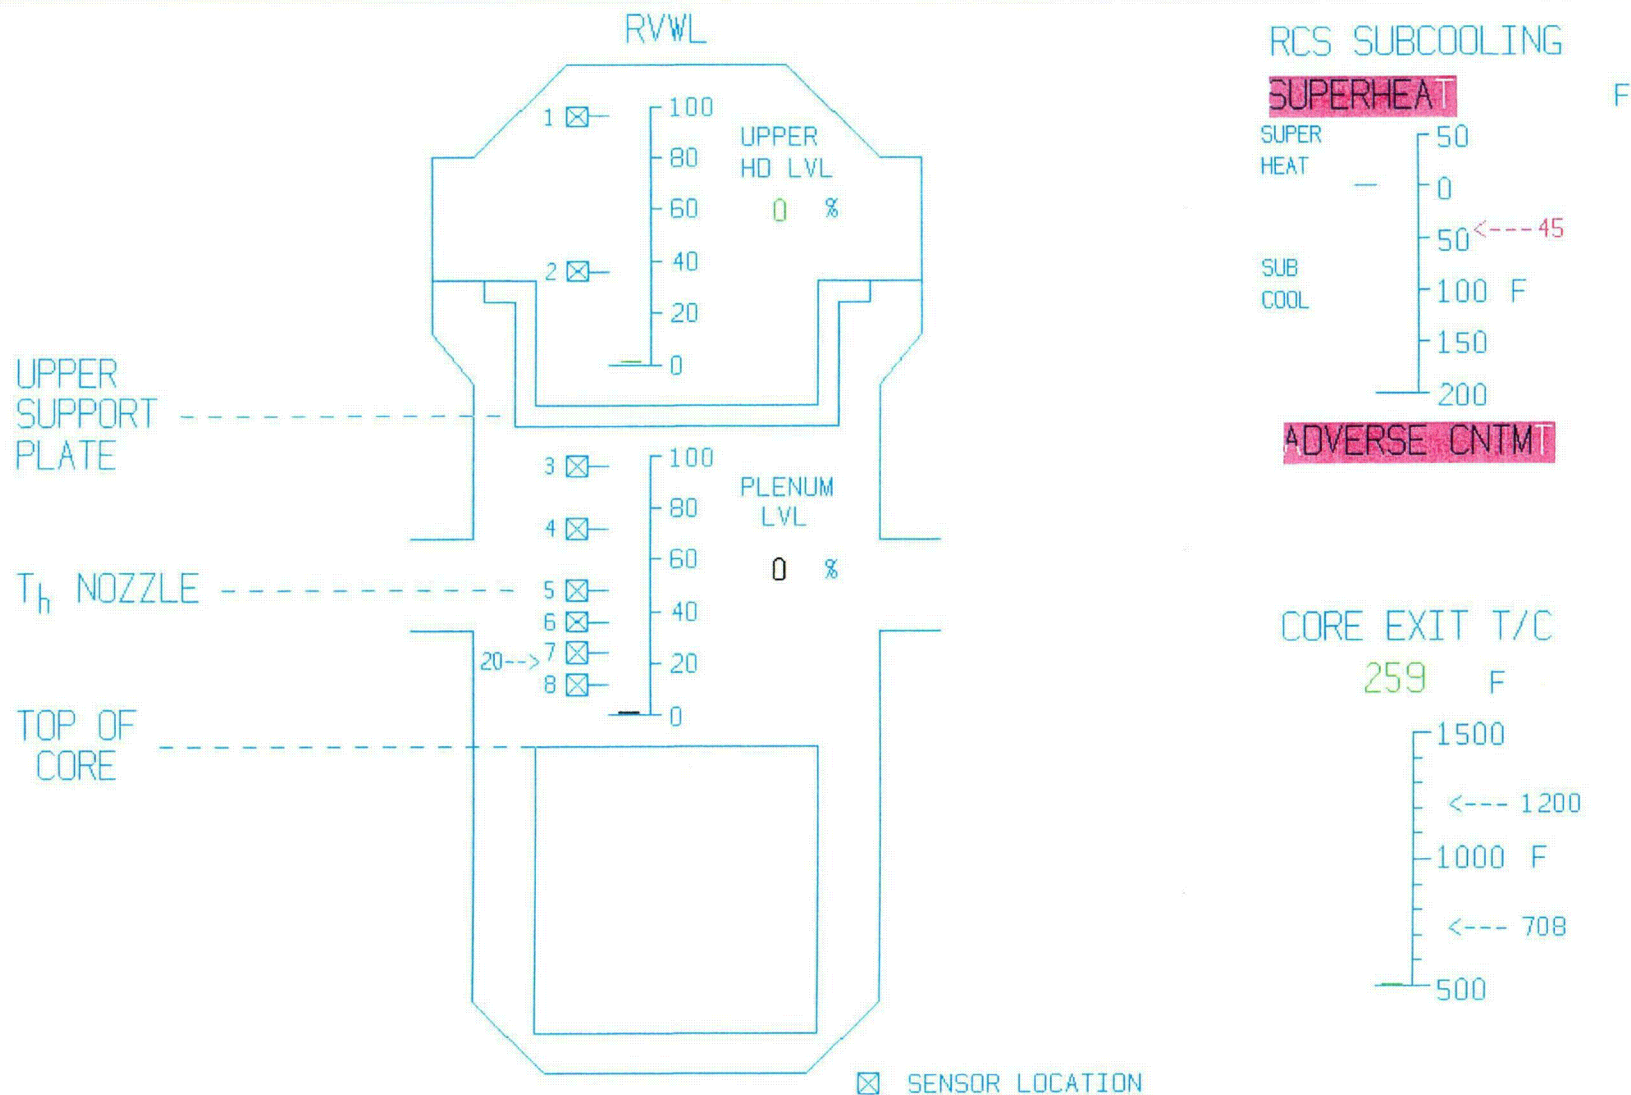 RVWL
1
2
100
80
60
40
20
0
UPPER
HD LVL
0 %
UPPER
SUPPORT
PLATE
3
4
5
6
7
8
20-->
100
80
60
40
20
0
PLENUM
LVL
0 %
Th NOZZLE
TOP OF
CORE
SENSOR LOCATION
RCS SUBCOOLING
SUPERHEAT F
SUPER
HEAT
SUB
COOL
50
0
50 <---45
100 F
150
200
ADVERSE CNTMT
CORE EXIT T/C
259 F
1500
<--- 1200
1000 F
<--- 708
500